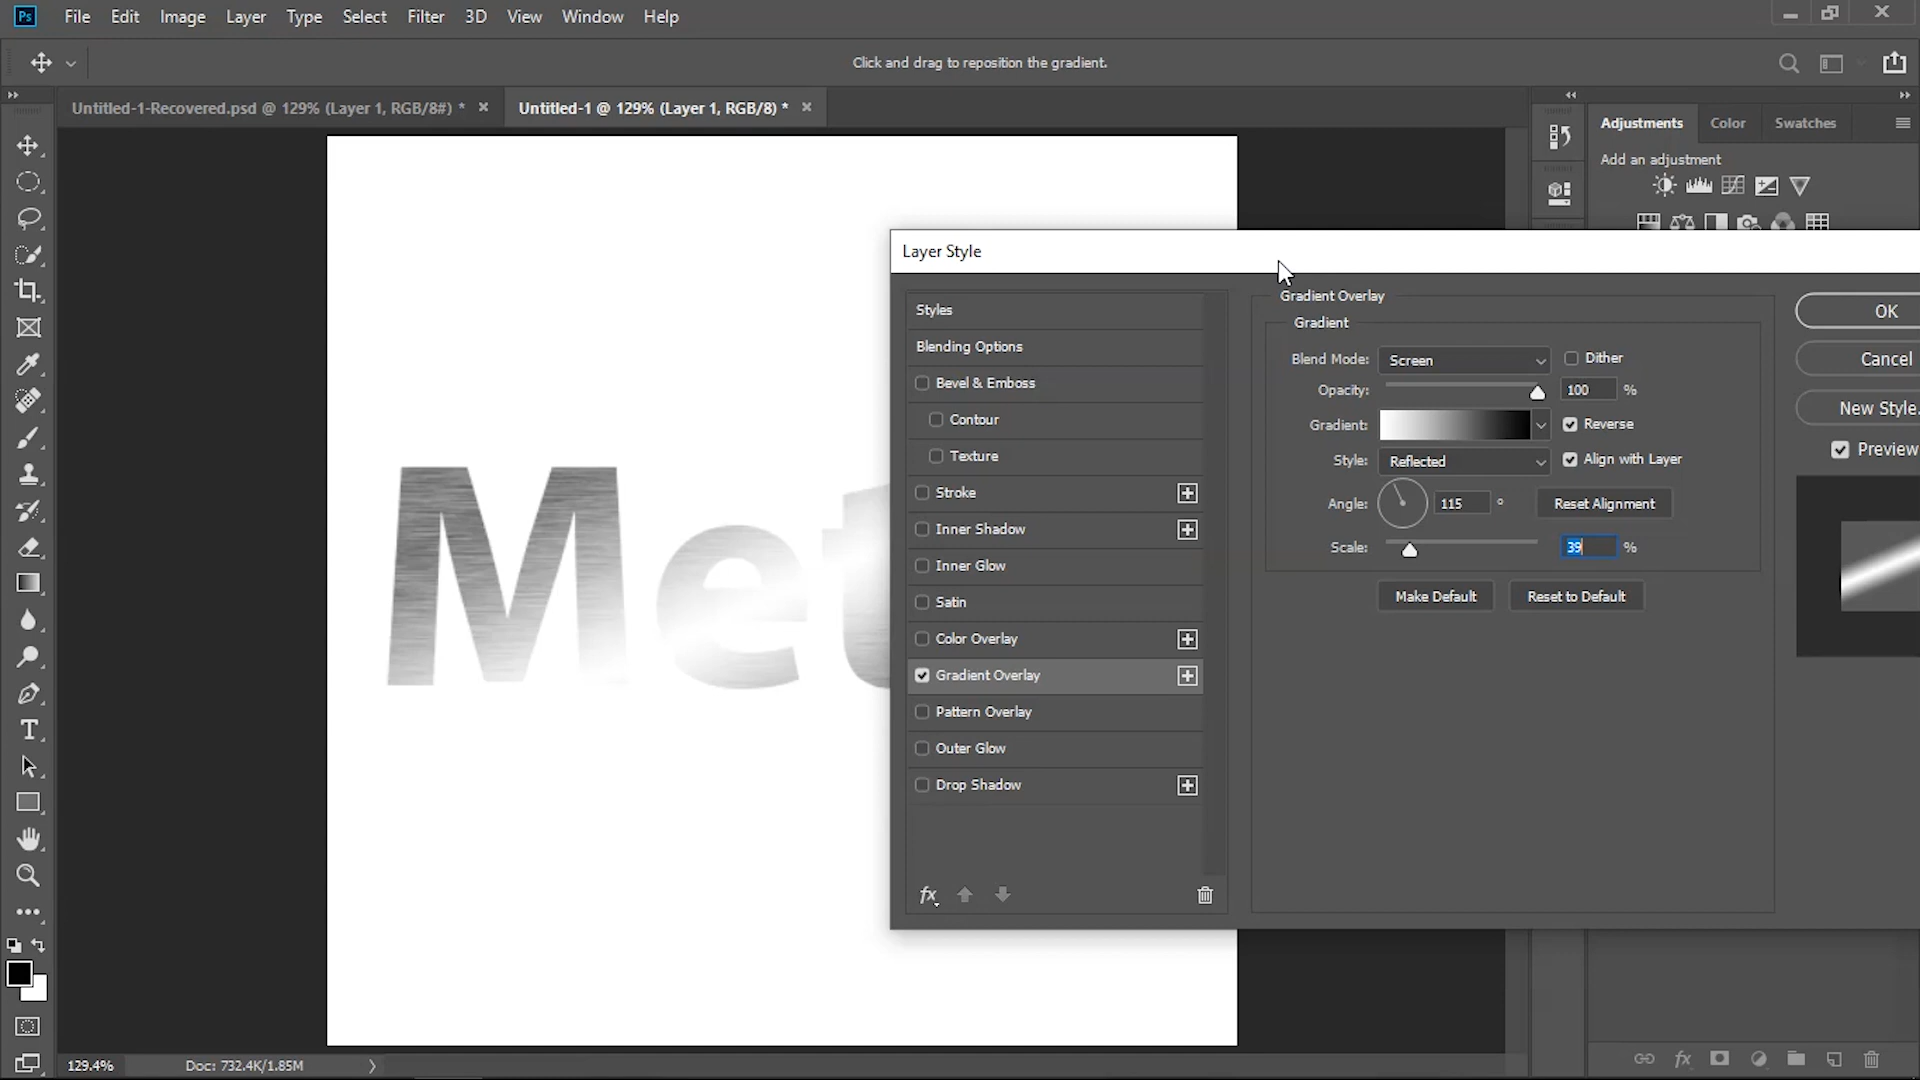 Ps File Edit Image Layer Type Select Filter 3D View Window Help
Click and drag to reposition the gradient.
Untitled-1-Recovered.psd @ 129% (Layer 1, RGB/8#) * Untitled-1 @ 129% (Layer 1, RGB/8) *
Adjustments Color Swatches
Add an adjustment
Layer Style
Styles
Blending Options
Bevel & Emboss
Contour
Texture
Stroke
Inner Shadow
Inner Glow
Satin
Color Overlay
Gradient Overlay
Pattern Overlay
Outer Glow
Drop Shadow
fx
Gradient Overlay
Gradient
Blend Mode: Screen Dither
Opacity: 100 %
Gradient: Reverse
Style: Reflected Align with Layer
Angle: 115 ° Reset Alignment
Scale: 39 %
Make Default Reset to Default
OK
Cancel
New Style.
Preview
Met
129.4% Doc: 732.4K/1.85M
fx